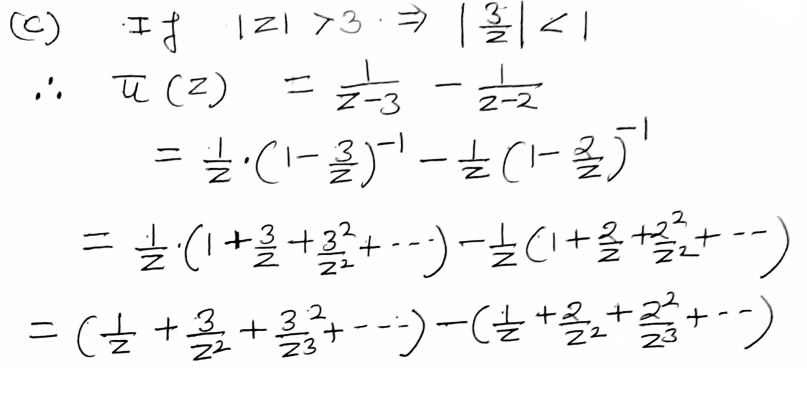 (c) If |z| > 3 ⇒ |3/z| < 1
∴ ū(z) = 1/(z-3) - 1/(z-2)
= 1/z · (1 - 3/z)^-1 - 1/z (1 - 2/z)^-1
= 1/z · (1 + 3/z + 3²/z² + ---) - 1/z (1 + 2/z + 2²/z² + --)
= (1/z + 3/z² + 3²/z³ + ---) - (1/z + 2/z² + 2²/z³ + --)